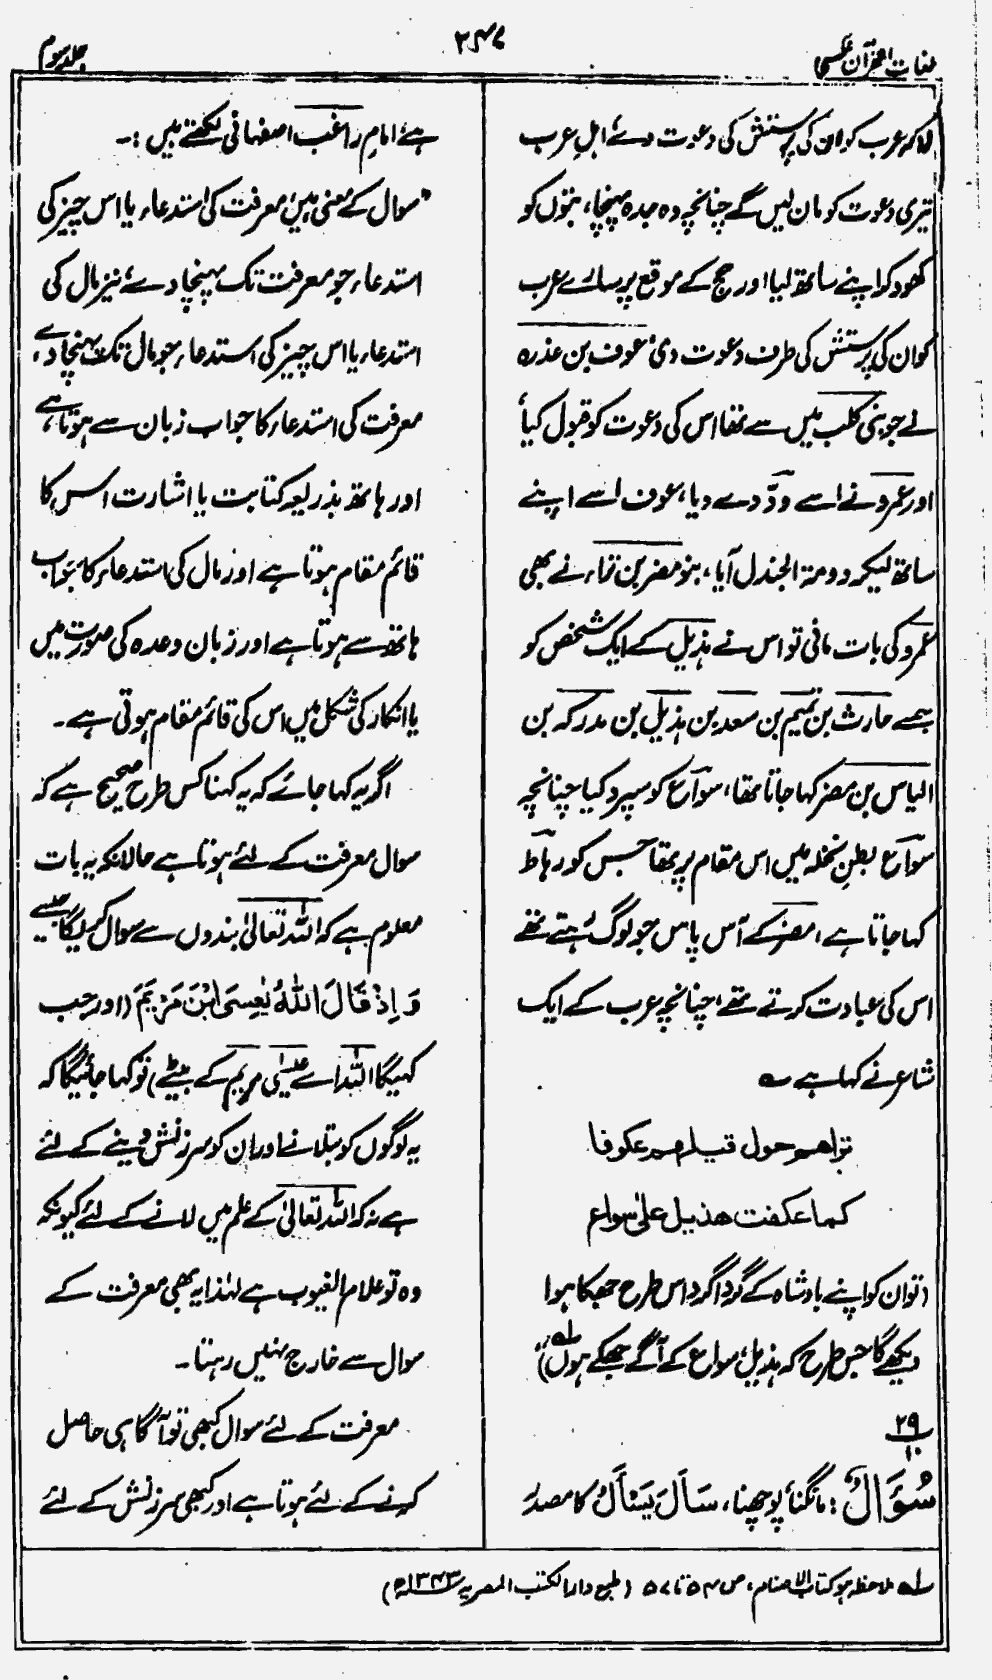 لغات القرآن عکسی
۲۴۷
جلد سوم
لاکر عرب کو ان کی پرستش کی دعوت دے، اہلِ عرب
تیری دعوت کو مان لیں گے چنانچہ وہ جدہ پہنچا، بتوں کو
کھود کر اپنے ساتھ لیا اور حج کے موقع پر سارے عرب
کو ان کی پرستش کی طرف دعوت دی، عوف بن عذرہ
نے جو بنی کلب میں سے تھا اس کی دعوت کو قبول کیا
اور عمرو نے اسے ودّ دے دیا، عوف اسے اپنے
ساتھ لیکر دومۃ الجندل آیا، بنو مضر بن نزار نے بھی
عمرو کی بات مانی تو اس نے ہذیل کے ایک شخص کو
جسے حارث بن تمیم بن سعد بن ہذیل بن مدرکہ بن
الیاس بن مضر کہا جاتا تھا، سواع کو سپرد کیا چنانچہ
سواع بطنِ نخلہ میں اس مقام پر تھا جس کو رہاط
کہا جاتا ہے، مضر کے آس پاس جو لوگ رہتے تھے
اس کی عبادت کرتے تھے، چنانچہ عرب کے ایک
شاعر نے کہا ہے ؎
تراھم حول قیلھم عکوفا
کما عکفت ھذیل علیٰ سواع
(تو ان کو اپنے بادشاہ کے گردا گرد اس طرح جھکا ہوا
دیکھے گا جس طرح کہ ہذیل، سواع کے آگے جھکے ہوں) لہ
۲۹
۱۰
سُؤَالْ: مانگنا، پوچھنا، سَأَلَ یَسْأَلُ کا مصدر
ہے، امام راغب اصفہانی لکھتے ہیں :۔
"سوال کے معنی ہیں، معرفت کی استدعاء یا اس چیز کی
استدعاء جو معرفت تک پہنچا دے، نیز مال کی
استدعاء یا اس چیز کی استدعاء جو مال تک پہنچا دے،
معرفت کی استدعاء کا جواب زبان سے ہوتا ہے،
اور ہاتھ بذریعہ کتابت یا اشارت اس کا
قائم مقام ہوتا ہے اور مال کی استدعاء کا جواب
ہاتھ سے ہوتا ہے اور زبان وعدہ کی صورت میں
یا انکار کی شکل میں اس کی قائم مقام ہوتی ہے۔
اگر یہ کہا جائے کہ یہ کہنا کس طرح صحیح ہے کہ
سوال معرفت کے لئے ہوتا ہے حالانکہ یہ بات
معلوم ہے کہ اللہ تعالیٰ بندوں سے سوال کریگا جیسے
وَاِذْ قَالَ اللہُ یٰعِیسَی ابْنَ مَرْیَمَ (اور جب
کہیگا اللہ اے عیسٰی مریم کے بیٹے) تو کہا جائیگا کہ
یہ لوگوں کو بتلانے اور ان کو سرزنش دینے کے لئے
ہے نہ کہ اللہ تعالیٰ کے علم میں لانے کے لئے کیونکہ
وہ تو علام الغیوب ہے لہٰذا یہ بھی معرفت کے
سوال سے خارج نہیں رہتا۔
معرفت کے لئے سوال کبھی تو آگاہی حاصل
کرنے کے لئے ہوتا ہے اور کبھی سرزنش کے لئے
لہ ملاحظہ ہو کتاب الاصنام، ص ۵۴ تا ۵۷ (طبع دار الکتب المصریہ ۱۳۴۳ھ)